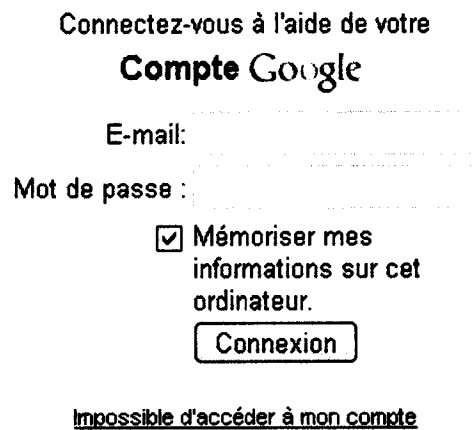 Connectez-vous à l'aide de votre
Compte Google
E-mail:
Mot de passe :
Mémoriser mes
informations sur cet
ordinateur.
Connexion
Impossible d'accéder à mon compte